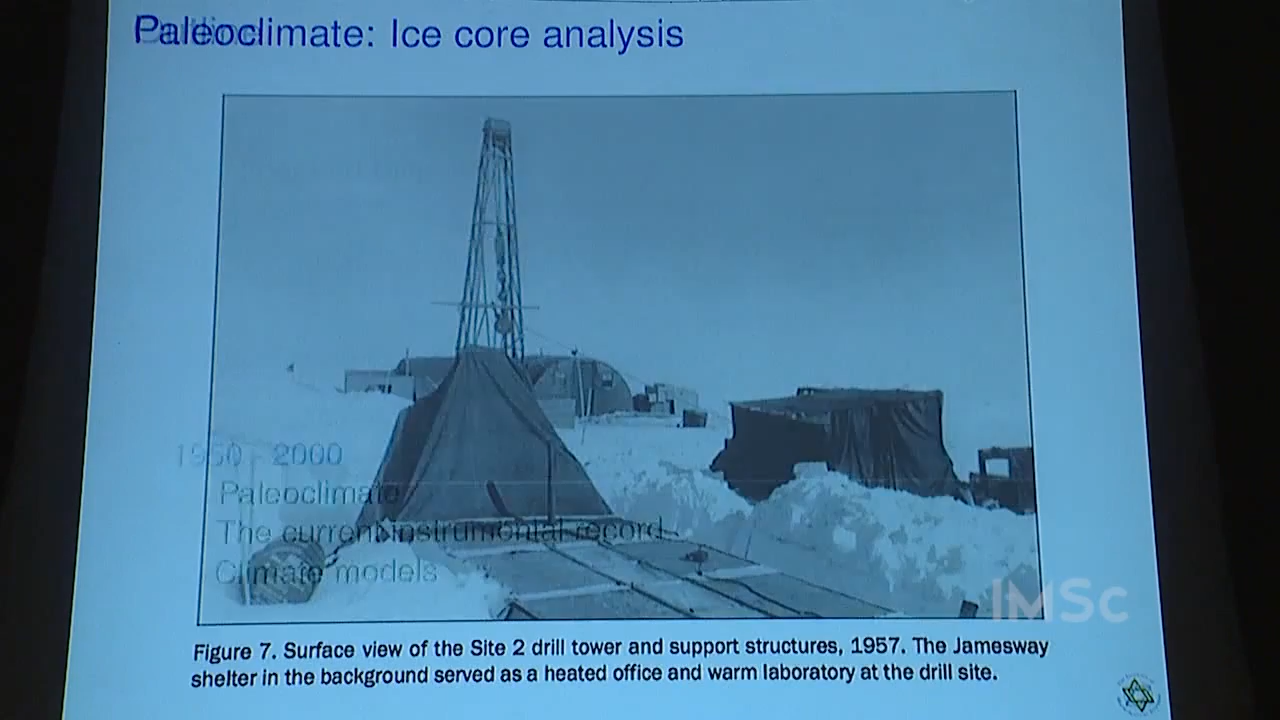 Paleoclimate: Ice core analysis
1950 - 2000
Paleoclimate
The current instrumental record
Climate models
IMSc
Figure 7. Surface view of the Site 2 drill tower and support structures, 1957. The Jamesway
shelter in the background served as a heated office and warm laboratory at the drill site.